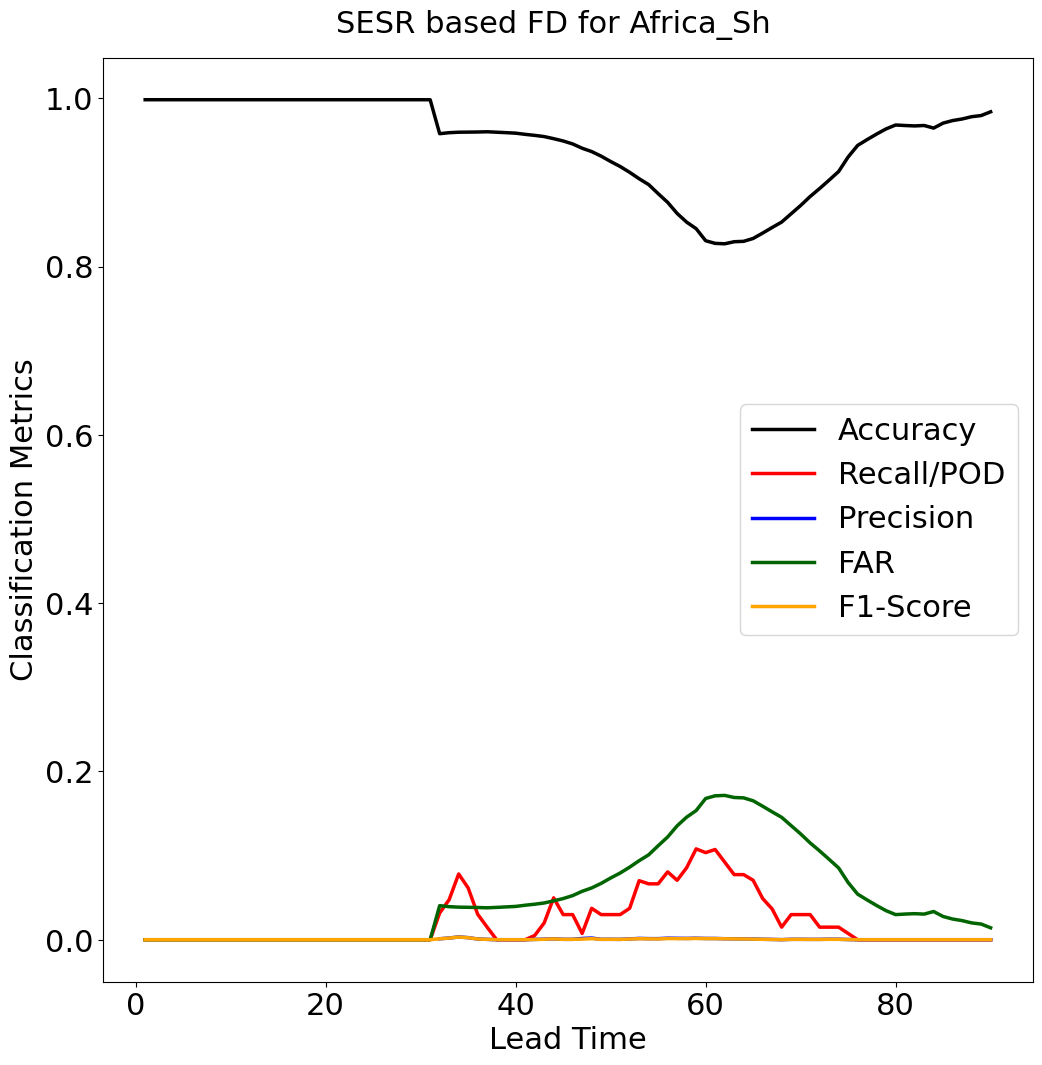 SESR based FD for Africa_Sh
1.0
0.8
0.6
0.4
0.2
0.0
Classification Metrics
Accuracy
Recall/POD
Precision
FAR
F1-Score
0 20 40 60 80
Lead Time